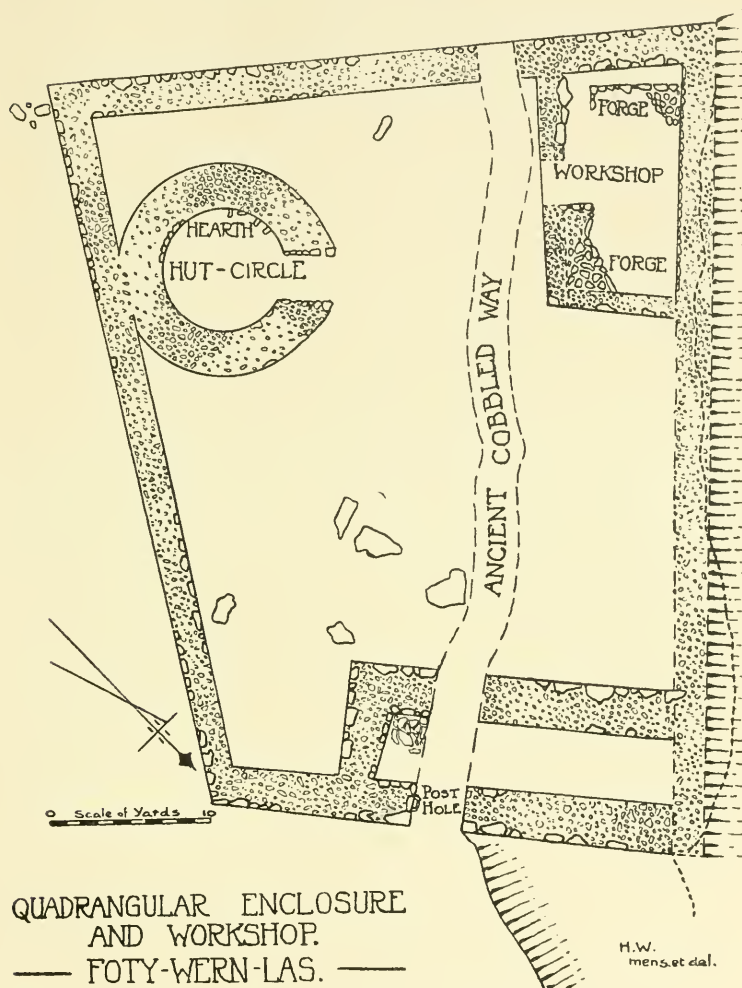 FORGE
WORKSHOP
FORGE
HEARTH
HUT-CIRCLE
ANCIENT COBBLED WAY
POST
HOLE
0 Scale of Yards 10
QUADRANGULAR ENCLOSURE
AND WORKSHOP.
FOTY-WERN-LAS.
H.W.
mens. et del.